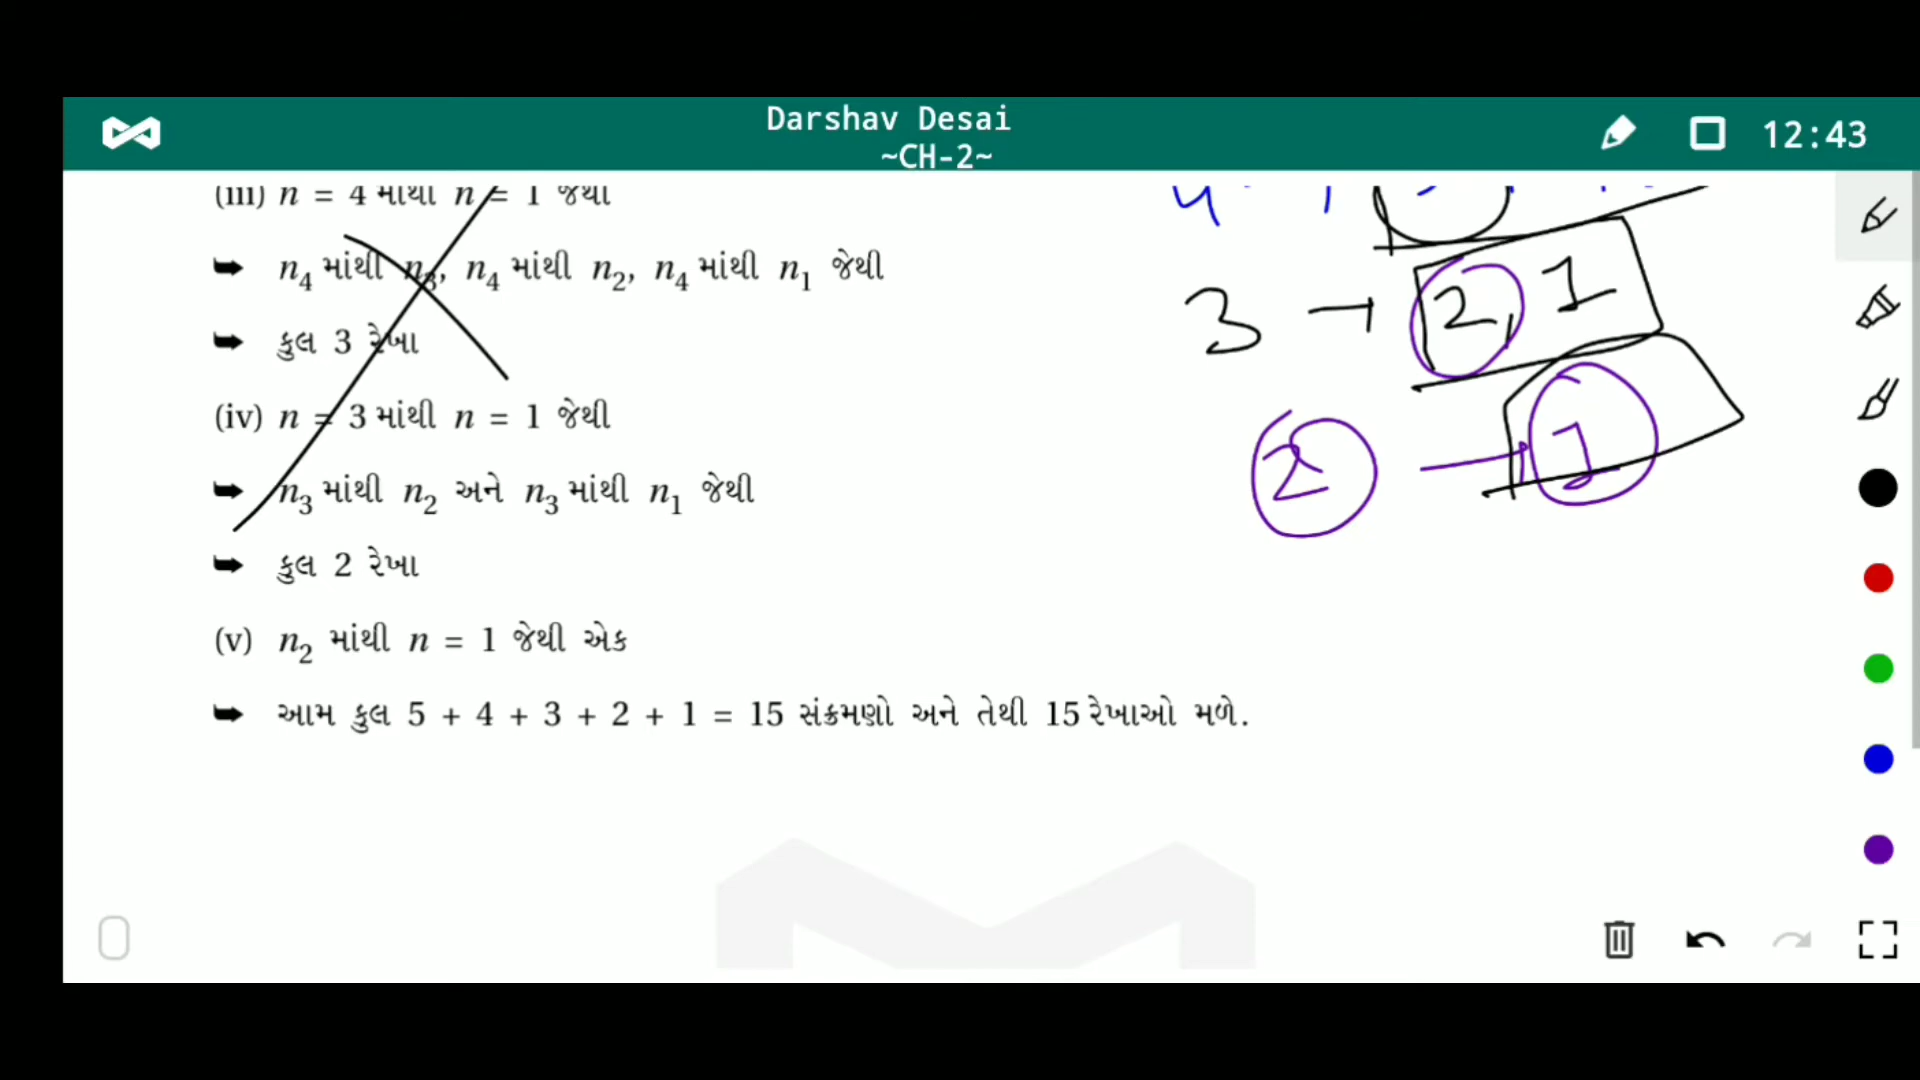 Darshav Desai
~CH-2~
12:43
(iii) n = 4 માંથી n = 1 જેથી
➥ n4 માંથી n3, n4 માંથી n2, n4 માંથી n1 જેથી
➥ કુલ 3 રેખા
(iv) n = 3 માંથી n = 1 જેથી
➥ n3 માંથી n2 અને n3 માંથી n1 જેથી
➥ કુલ 2 રેખા
(v) n2 માંથી n = 1 જેથી એક
➥ આમ કુલ 5 + 4 + 3 + 2 + 1 = 15 સંક્રમણો અને તેથી 15 રેખાઓ મળે.
3 → 2, 1
2 → 1